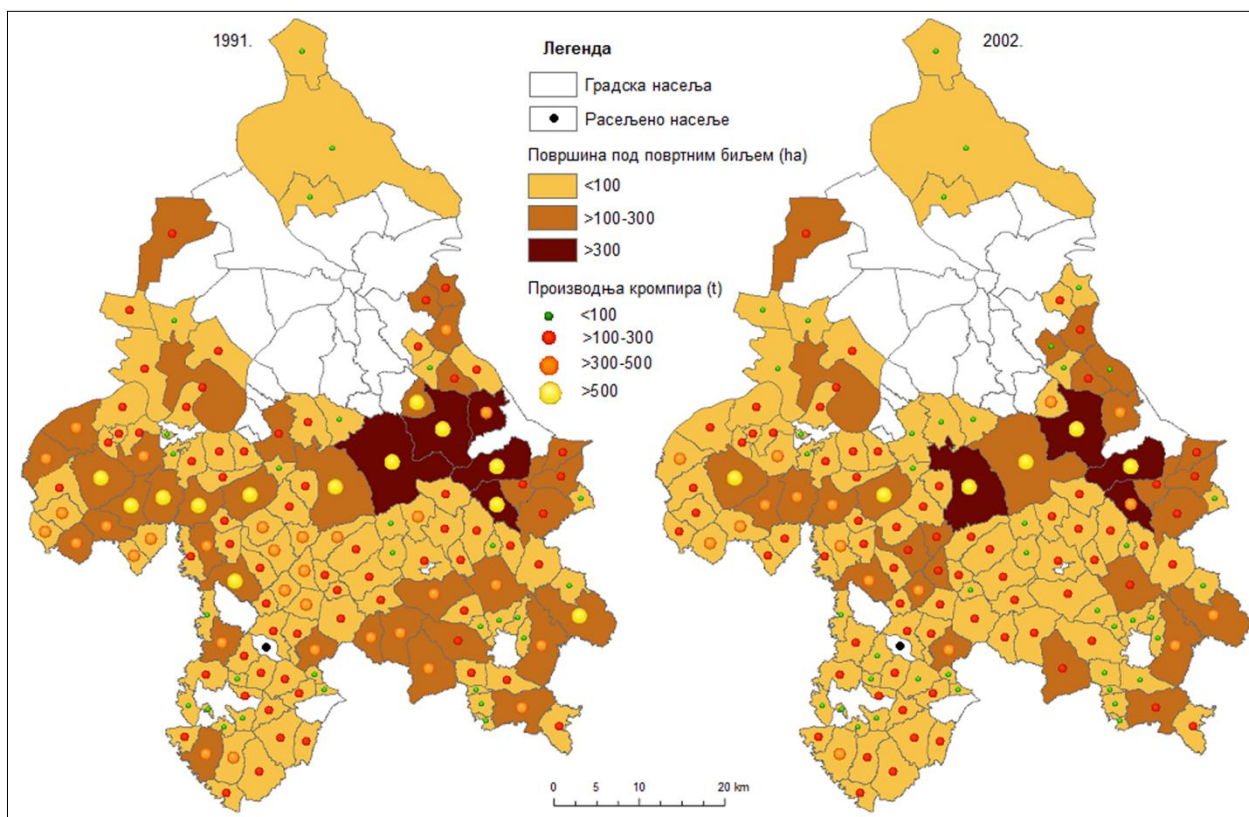 1991.
Легенда
Градска насеља
Расељено насеље
Површина под повртним биљем (ha)
<100
>100-300
>300
Производња кромпира (t)
<100
>100-300
>300-500
>500
2002.
0 5 10 20 km